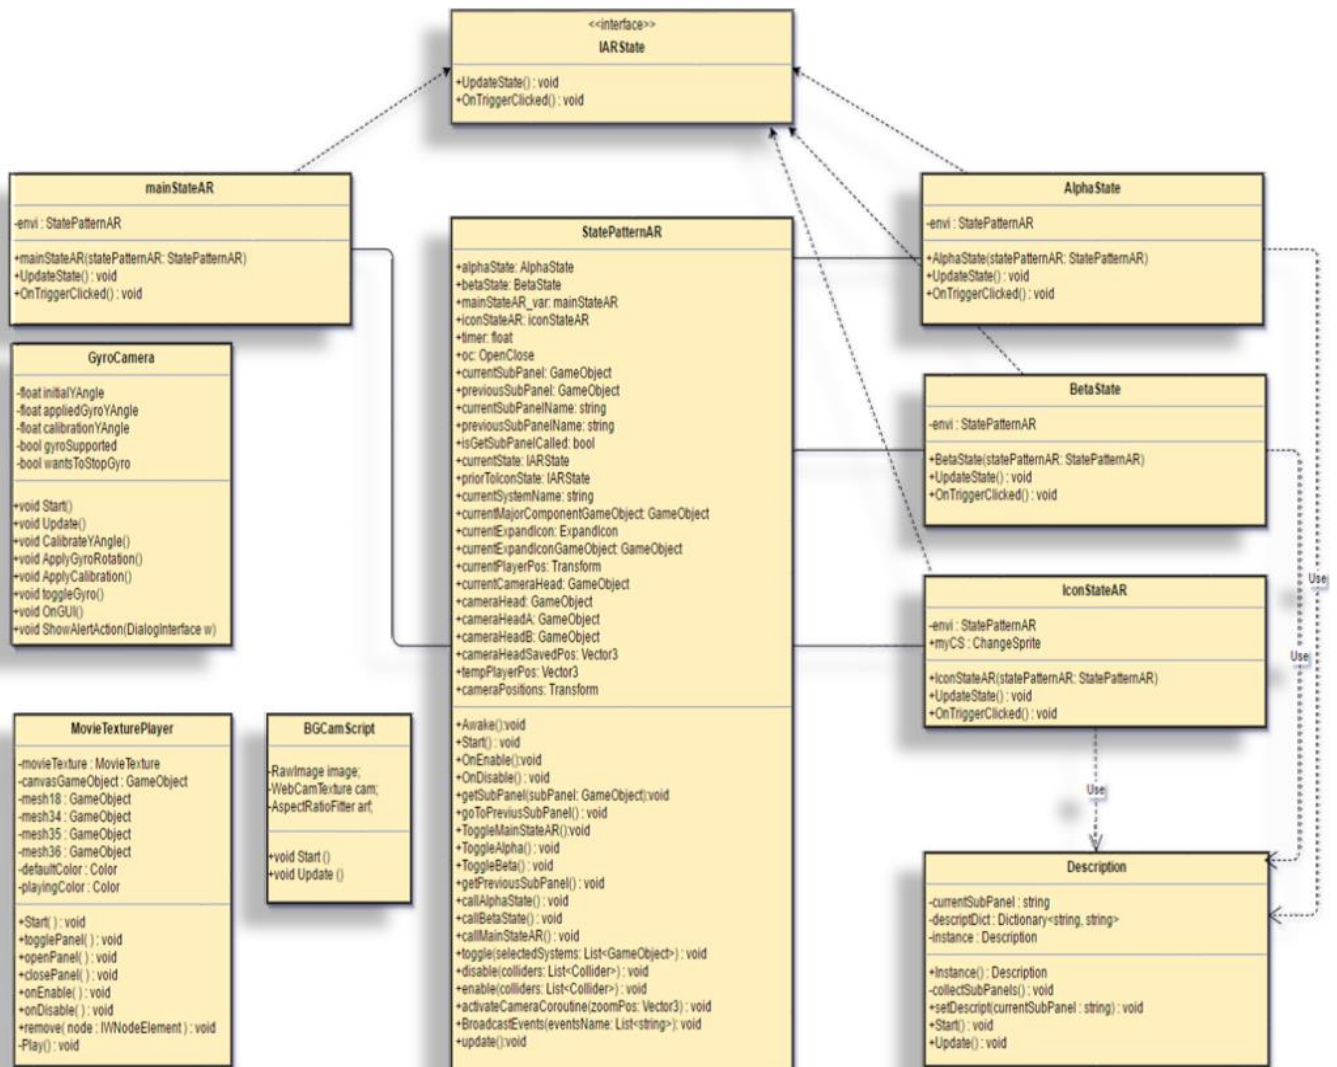 <<interface>>
IARState
+UpdateState() : void
+OnTriggerClicked() : void
mainStateAR
-envi : StatePatternAR
+mainStateAR(statePatternAR: StatePatternAR)
+UpdateState() : void
+OnTriggerClicked() : void
GyroCamera
-float initialYAngle
-float appliedGyroYAngle
-float calibrationYAngle
-bool gyroSupported
-bool wantsToStopGyro
+void Start()
+void Update()
+void CalibrateYAngle()
+void ApplyGyroRotation()
+void ApplyCalibration()
+void toggleGyro()
+void OnGUI()
+void ShowAlertAction(DialogInterface w)
MovieTexturePlayer
-movieTexture : MovieTexture
-canvasGameObject : GameObject
-mesh18 : GameObject
-mesh34 : GameObject
-mesh35 : GameObject
-mesh36 : GameObject
-defaultColor : Color
-playingColor : Color
+Start( ) : void
+togglePanel( ) : void
+openPanel( ) : void
+closePanel( ) : void
+onEnable( ) : void
+onDisable( ) : void
+remove( node : IWNodeElement ) : void
-Play() : void
BGCamScript
-RawImage image;
-WebCamTexture cam;
-AspectRatioFitter arf;
+void Start ()
+void Update ()
StatePatternAR
+alphaState: AlphaState
+betaState: BetaState
+mainStateAR_var: mainStateAR
+iconStateAR: iconStateAR
+timer: float
+oc: OpenClose
+currentSubPanel: GameObject
+previousSubPanel: GameObject
+currentSubPanelName: string
+previousSubPanelName: string
+isGetSubPanelCalled: bool
+currentState: IARState
+priorToIconState: IARState
+currentSystemName: string
+currentMajorComponentGameObject: GameObject
+currentExpandIcon: ExpandIcon
+currentExpandIconGameObject: GameObject
+currentPlayerPos: Transform
+currentCameraHead: GameObject
+cameraHead: GameObject
+cameraHeadA: GameObject
+cameraHeadB: GameObject
+cameraHeadSavedPos: Vector3
+tempPlayerPos: Vector3
+cameraPositions: Transform
+Awake():void
+Start() : void
+OnEnable():void
+OnDisable() : void
+getSubPanel(subPanel: GameObject):void
+goToPreviusSubPanel() : void
+ToggleMainStateAR():void
+ToggleAlpha() : void
+ToggleBeta() : void
+getPreviousSubPanel() : void
+callAlphaState() : void
+callBetaState() : void
+callMainStateAR() : void
+toggle(selectedSystems: List<GameObject>) : void
+disable(colliders: List<Collider>) : void
+enable(colliders: List<Collider>) : void
+activateCameraCoroutine(zoomPos: Vector3) : void
+BroadcastEvents(eventsName: List<string>): void
+update():void
AlphaState
-envi : StatePatternAR
+AlphaState(statePatternAR: StatePatternAR)
+UpdateState() : void
+OnTriggerClicked() : void
BetaState
-envi : StatePatternAR
+BetaState(statePatternAR: StatePatternAR)
+UpdateState() : void
+OnTriggerClicked() : void
IconStateAR
-envi : StatePatternAR
+myCS : ChangeSprite
+IconStateAR(statePatternAR: StatePatternAR)
+UpdateState() : void
+OnTriggerClicked() : void
Use
Use
Use
Description
-currentSubPanel : string
-descriptDict : Dictionary<string, string>
-instance : Description
+Instance() : Description
-collectSubPanels() : void
+setDescript(currentSubPanel : string) : void
+Start() : void
+Update() : void